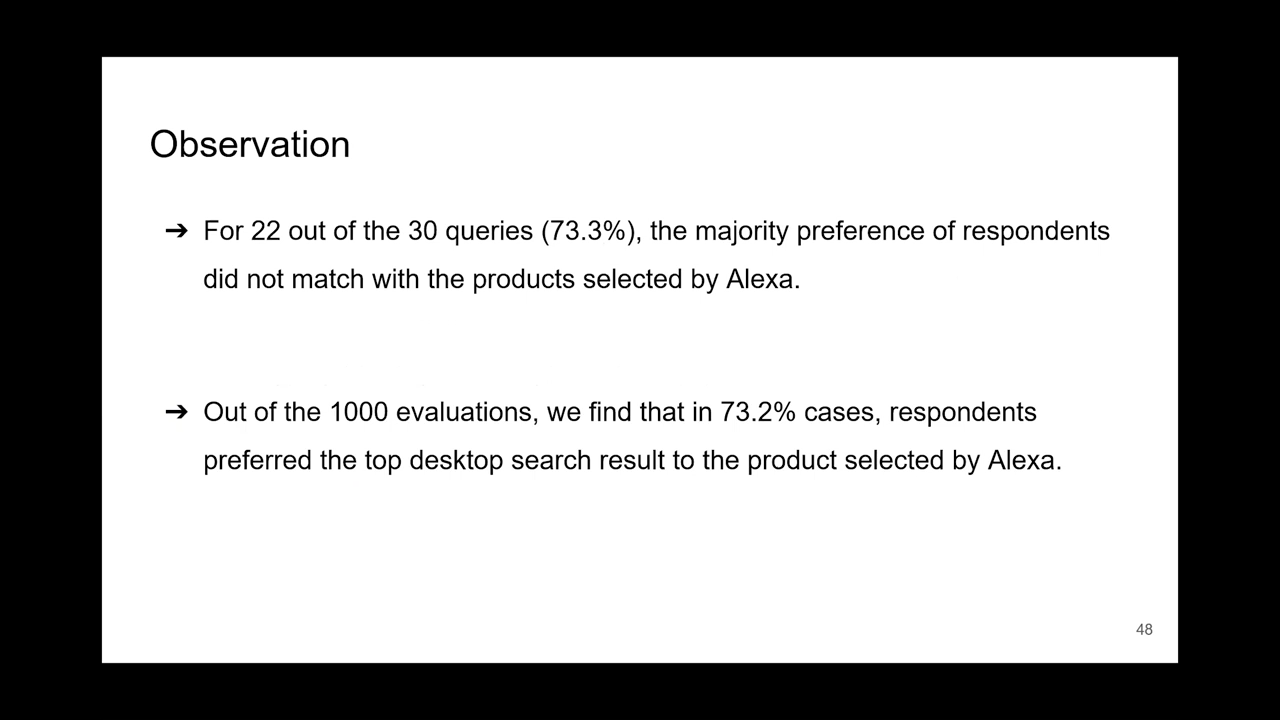 Observation
➔ For 22 out of the 30 queries (73.3%), the majority preference of respondents
did not match with the products selected by Alexa.
➔ Out of the 1000 evaluations, we find that in 73.2% cases, respondents
preferred the top desktop search result to the product selected by Alexa.
48